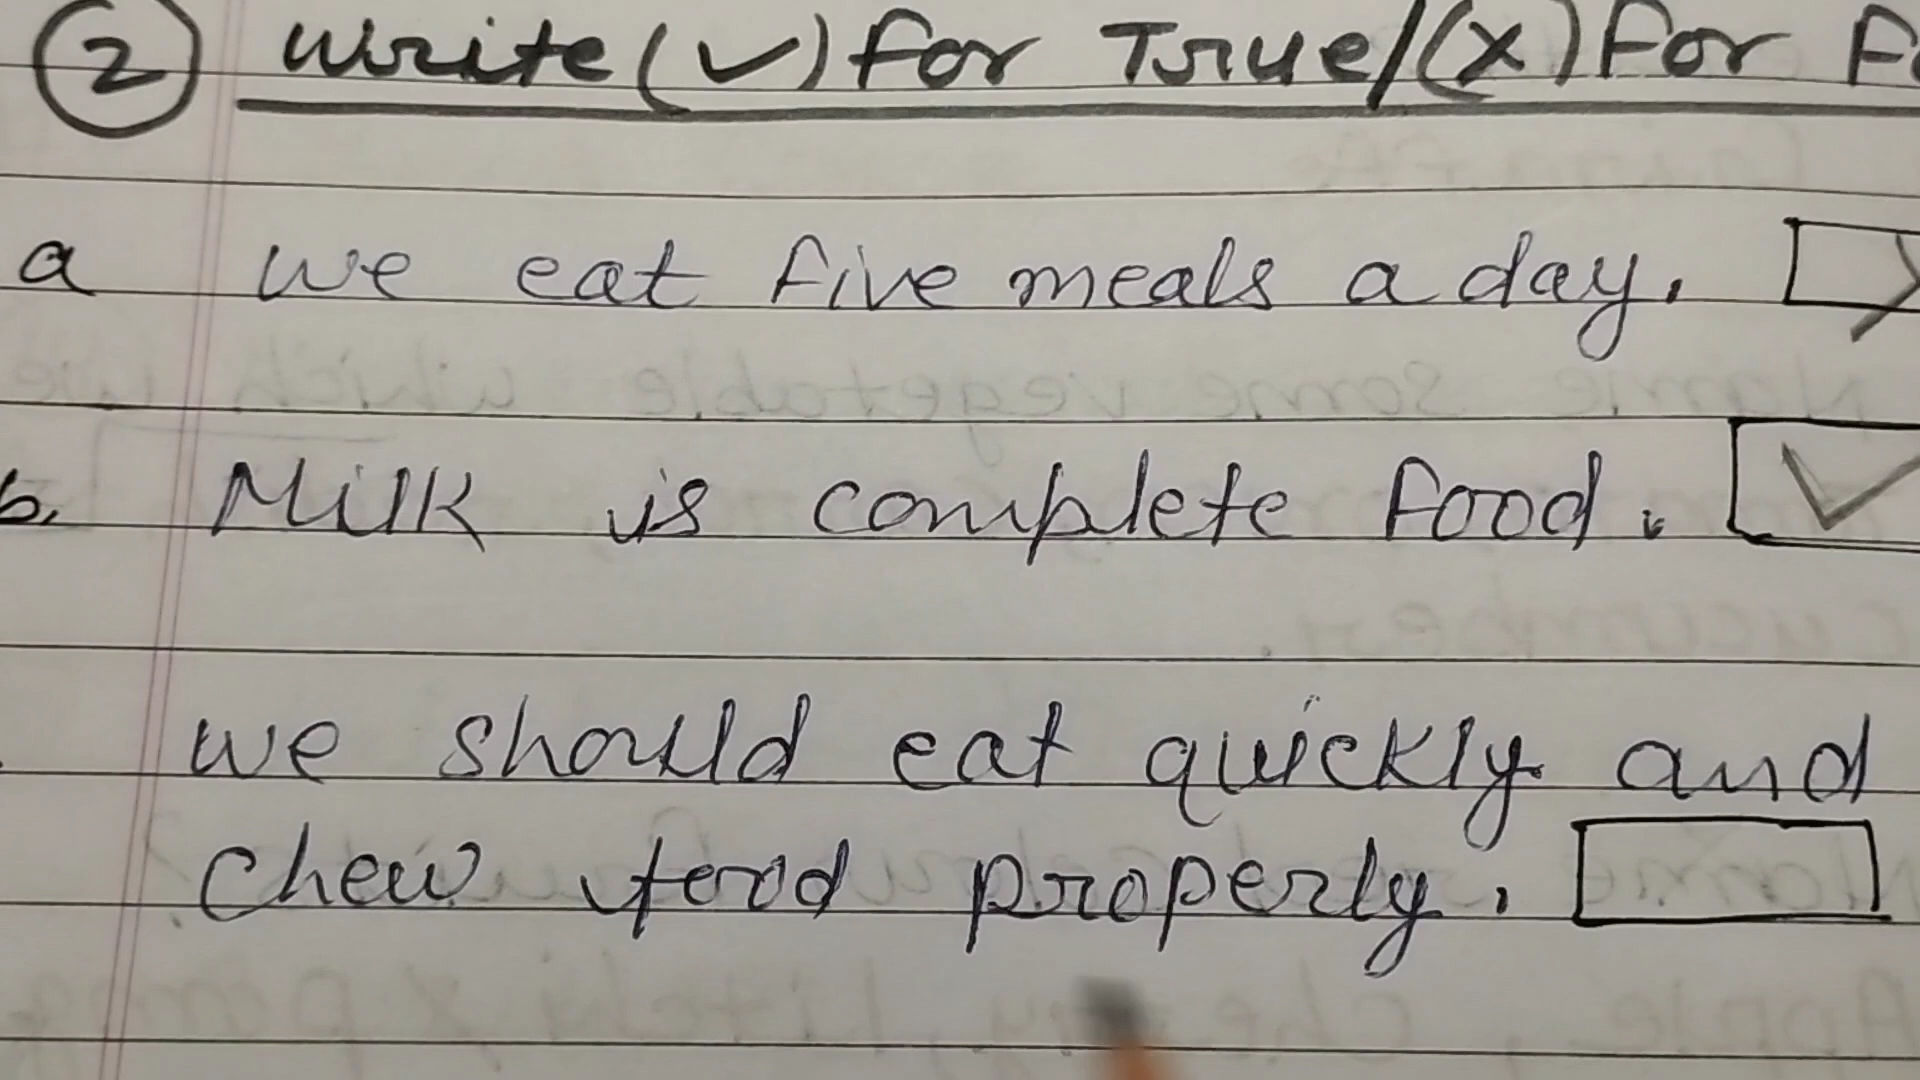 2 write (✓) for True/(x) for F
a we eat five meals a day.
b. Milk is complete food. ✓
we should eat quickly and
chew food properly.